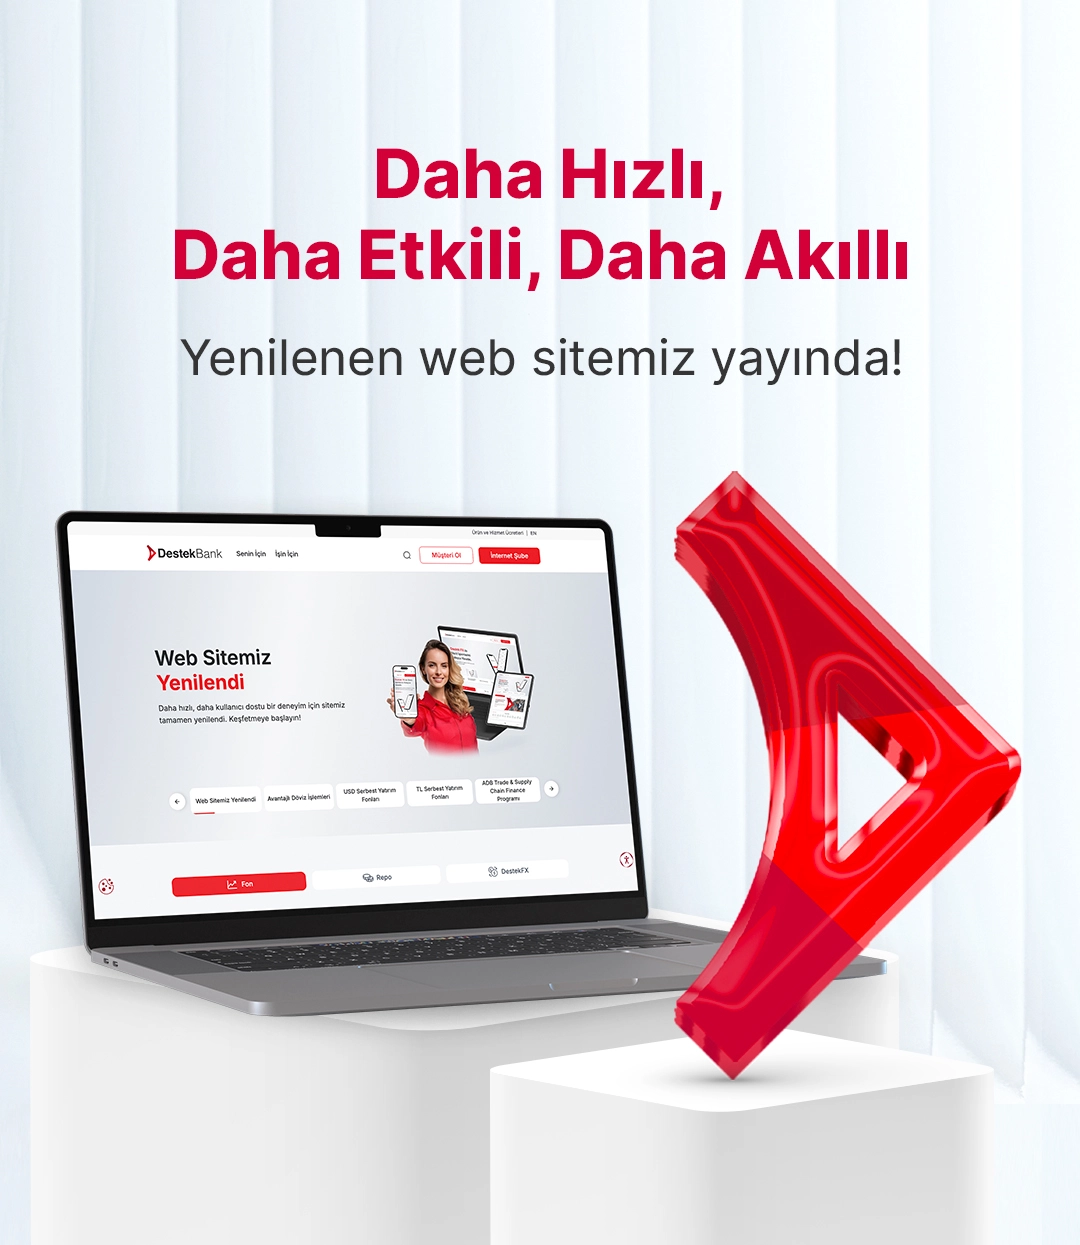 Daha Hızlı,
Daha Etkili, Daha Akıllı
Yenilenen web sitemiz yayında!
Ürün ve Hizmet Ücretleri | EN
DestekBank Senin İçin İşin İçin Müşteri Ol İnternet Şube
Web Sitemiz
Yenilendi
Daha hızlı, daha kullanıcı dostu bir deneyim için sitemiz
tamamen yenilendi. Keşfetmeye başlayın!
Web Sitemiz Yenilendi
Avantajlı Döviz İşlemleri
USD Serbest Yatırım
Fonları
TL Serbest Yatırım
Fonları
ADB Trade & Supply
Chain Finance
Programı
Fon
Repo
DestekFX